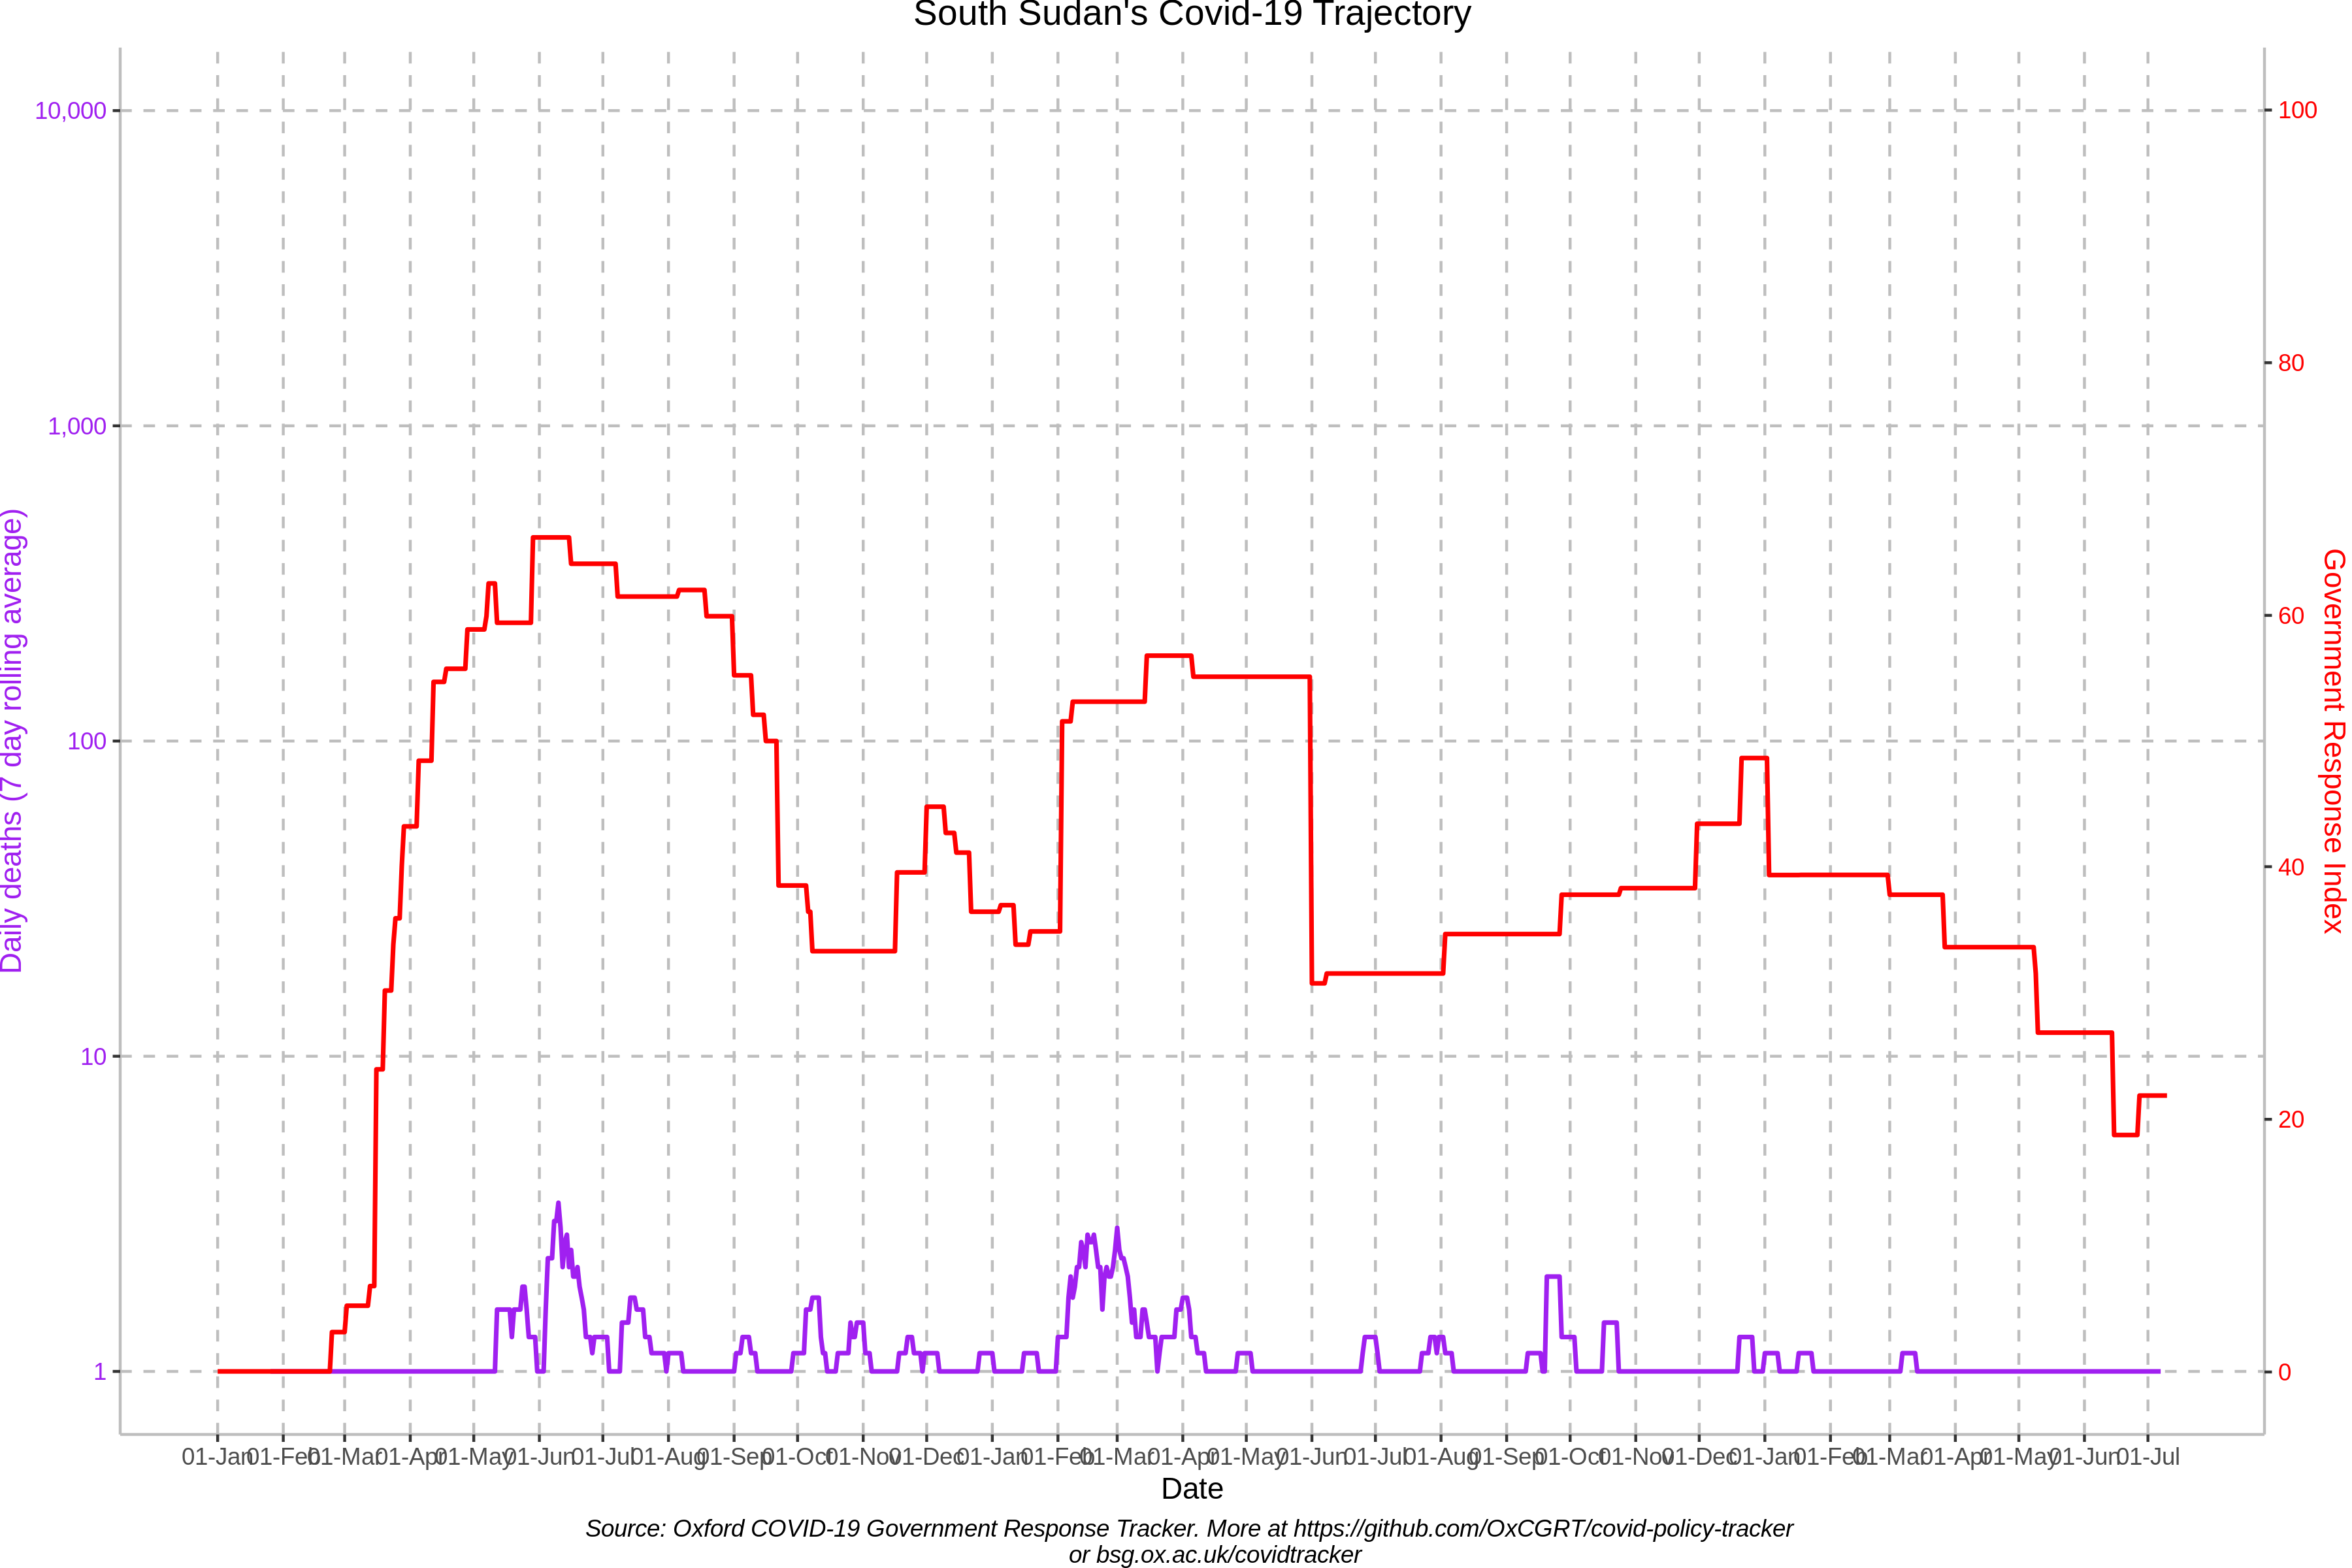 South Sudan's Covid-19 Trajectory
10,000
1,000
100
10
1
Daily deaths (7 day rolling average)
100
80
60
40
20
0
Government Response Index
01-Jan 01-Feb 01-Mar 01-Apr 01-May 01-Jun 01-Jul 01-Aug 01-Sep 01-Oct 01-Nov 01-Dec 01-Jan 01-Feb 01-Mar 01-Apr 01-May 01-Jun 01-Jul 01-Aug 01-Sep 01-Oct 01-Nov 01-Dec 01-Jan 01-Feb 01-Mar 01-Apr 01-May 01-Jun 01-Jul
Date
Source: Oxford COVID-19 Government Response Tracker. More at https://github.com/OxCGRT/covid-policy-tracker
or bsg.ox.ac.uk/covidtracker